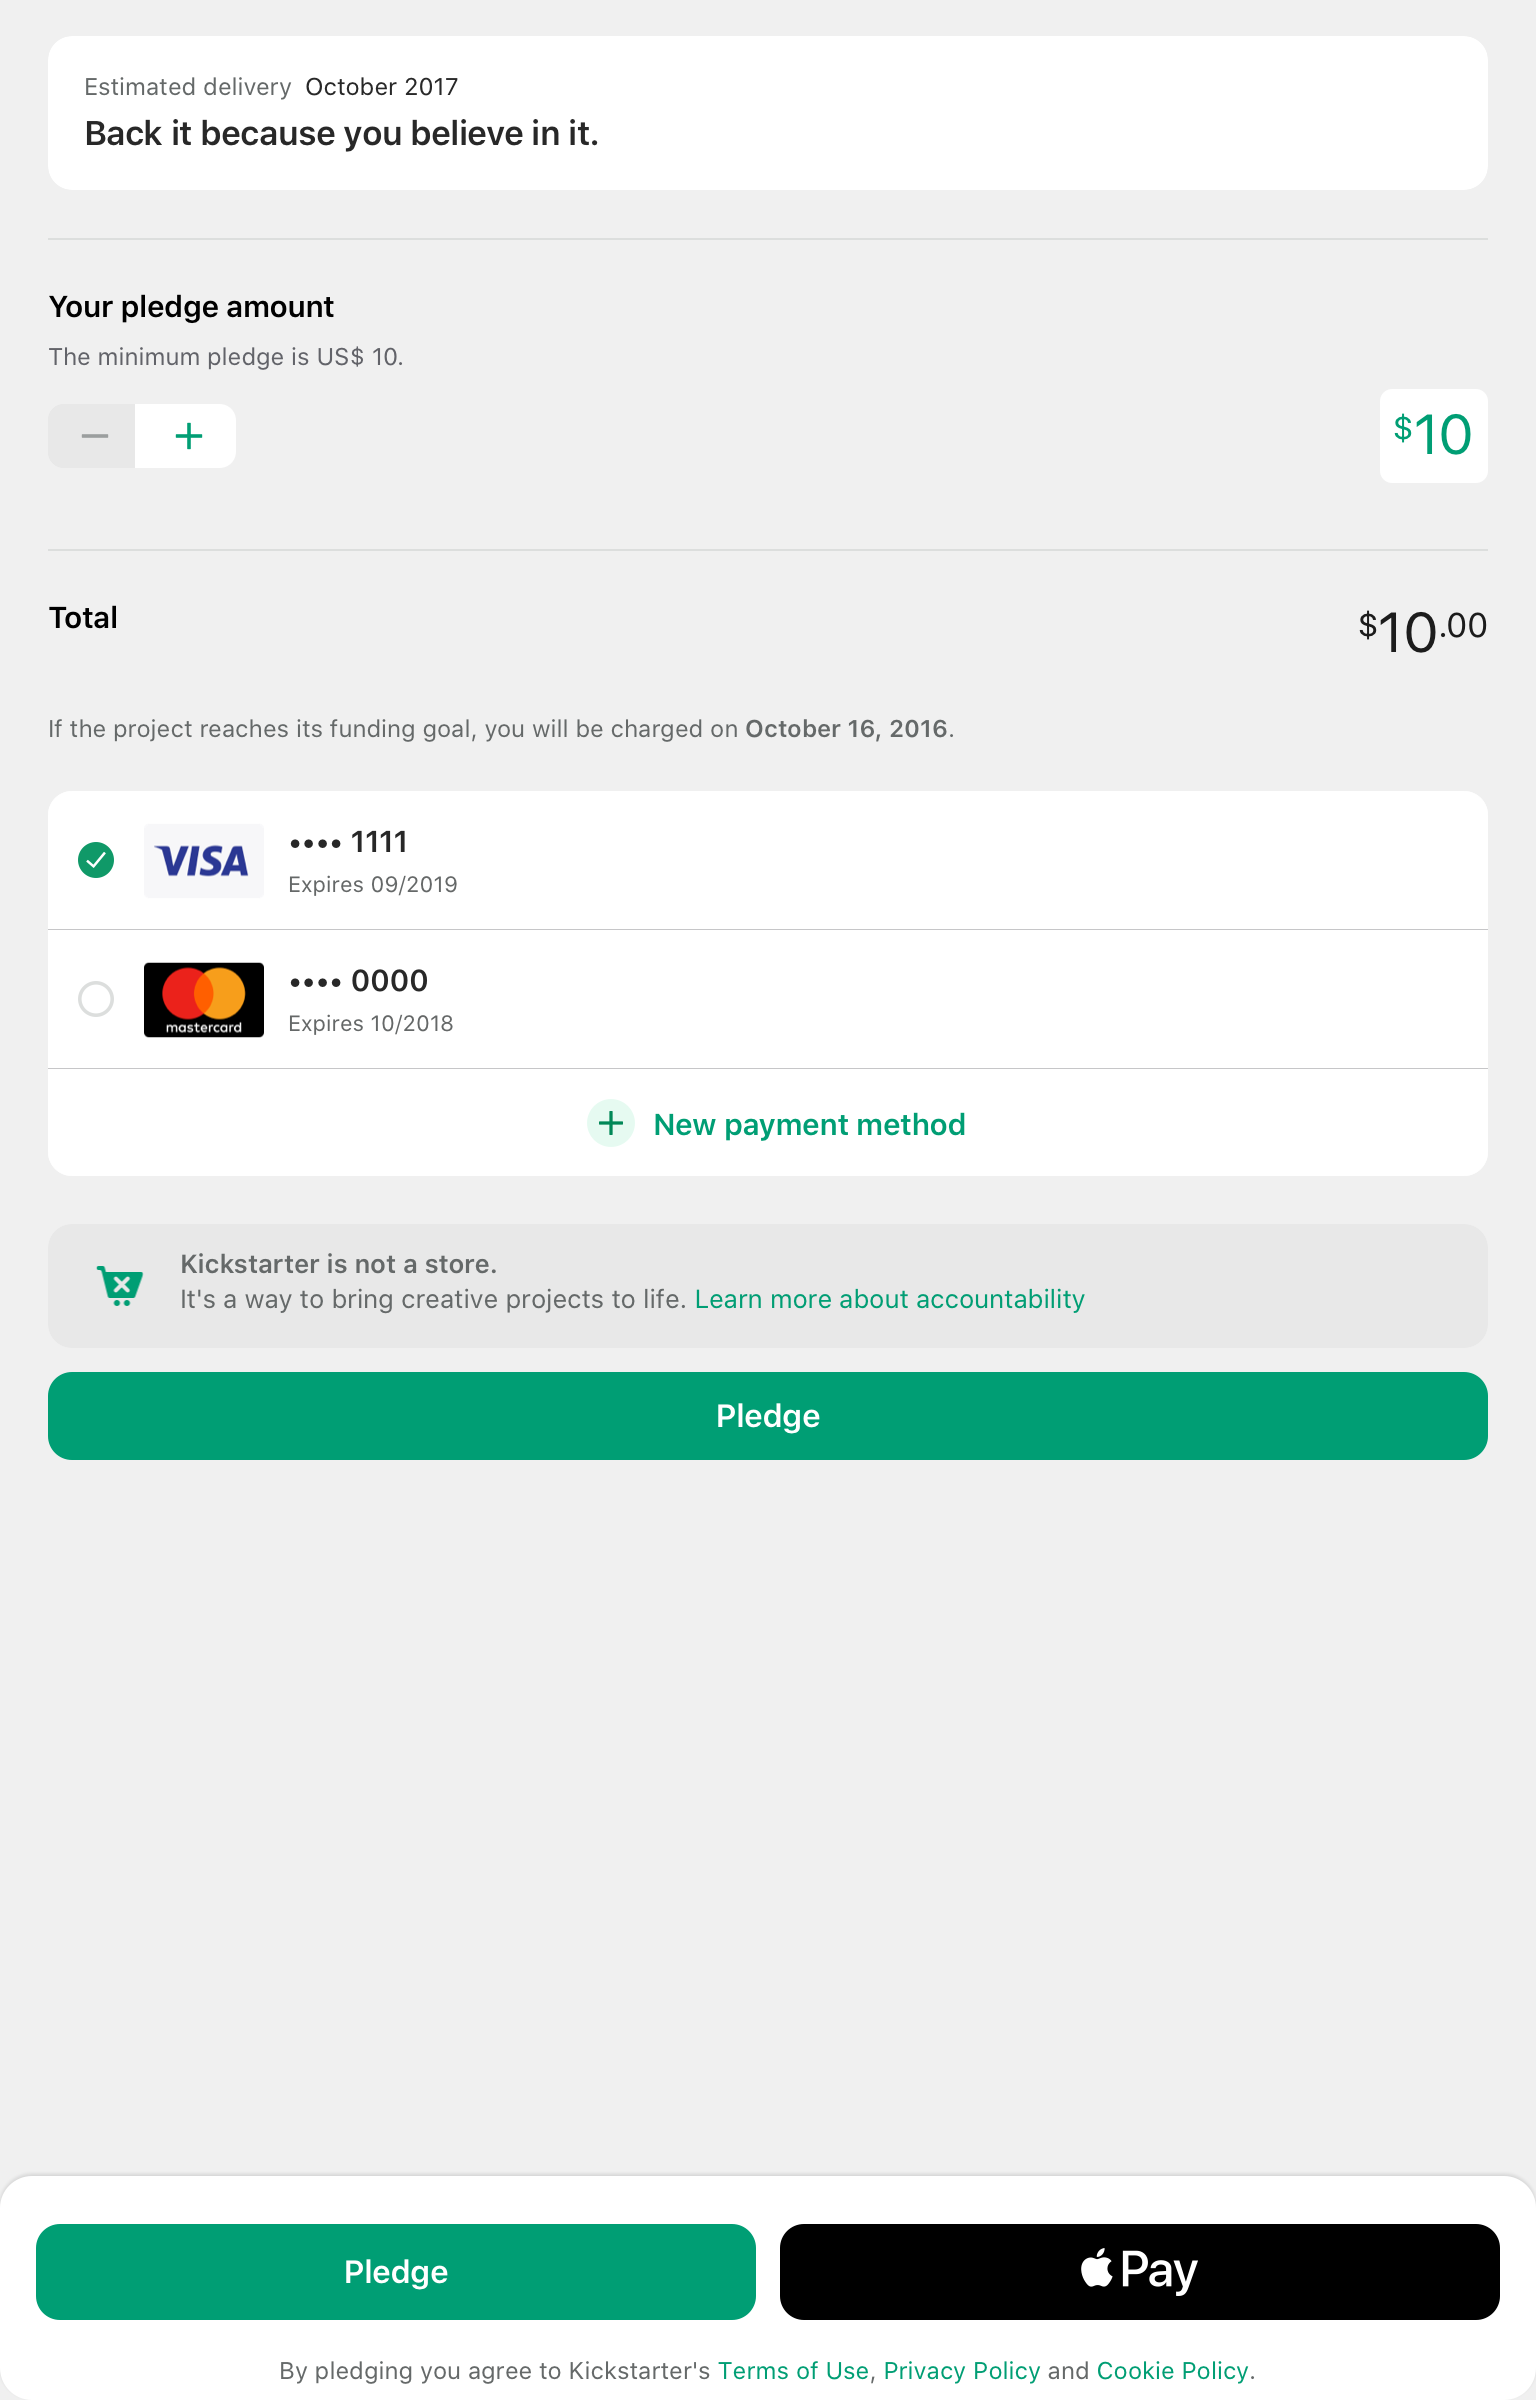 Estimated delivery October 2017
Back it because you believe in it.
Your pledge amount
The minimum pledge is US$ 10.
— +
$10
Total
$10.00
If the project reaches its funding goal, you will be charged on October 16, 2016.
VISA
•••• 1111
Expires 09/2019
mastercard
•••• 0000
Expires 10/2018
+ New payment method
Kickstarter is not a store.
It's a way to bring creative projects to life. Learn more about accountability
Pledge
Pledge
Pay
By pledging you agree to Kickstarter's Terms of Use, Privacy Policy and Cookie Policy.